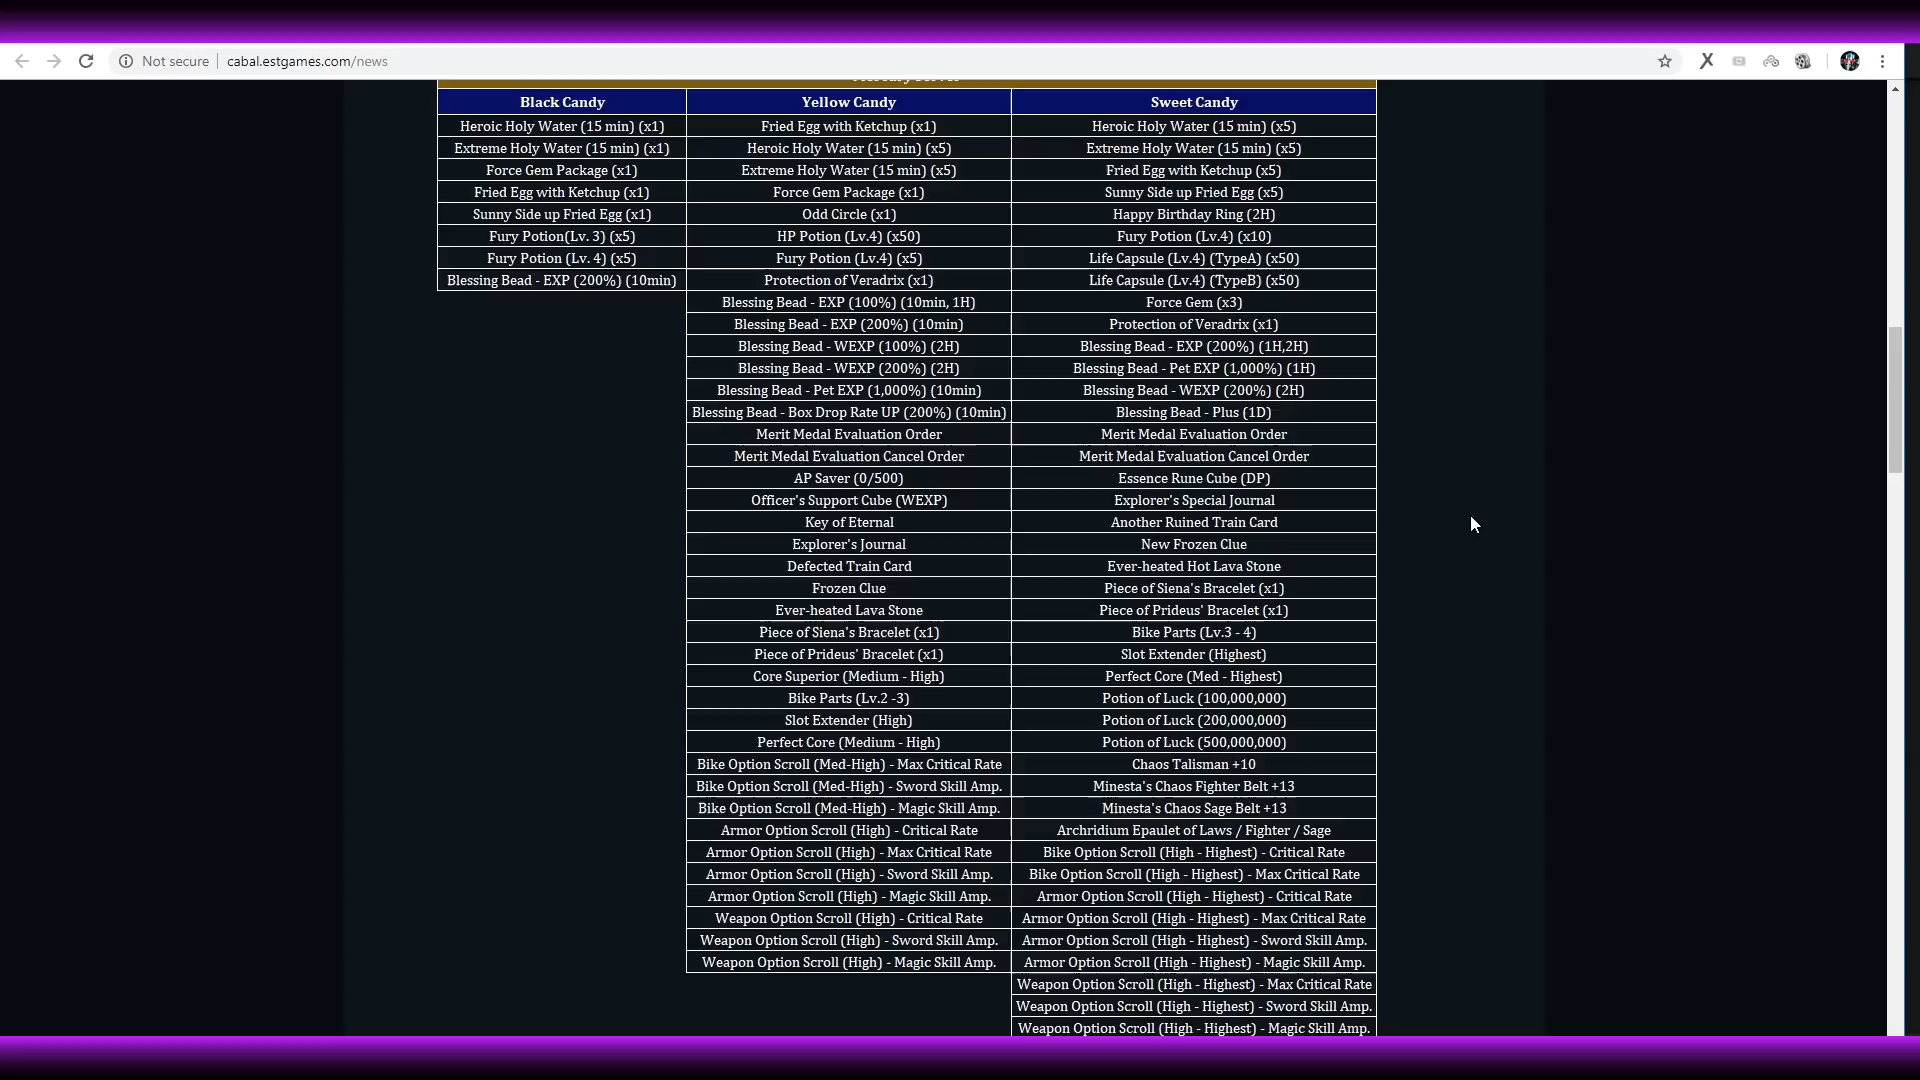 Not secure
cabal.estgames.com/news
Black Candy
Yellow Candy
Sweet Candy
Heroic Holy Water (15 min) (x1)
Fried Egg with Ketchup (x1)
Heroic Holy Water (15 min) (x5)
Extreme Holy Water (15 min) (x1)
Heroic Holy Water (15 min) (x5)
Extreme Holy Water (15 min) (x5)
Force Gem Package (x1)
Extreme Holy Water (15 min) (x5)
Fried Egg with Ketchup (x5)
Fried Egg with Ketchup (x1)
Force Gem Package (x1)
Sunny Side up Fried Egg (x5)
Sunny Side up Fried Egg (x1)
Odd Circle (x1)
Happy Birthday Ring (2H)
Fury Potion(Lv. 3) (x5)
HP Potion (Lv.4) (x50)
Fury Potion (Lv.4) (x10)
Fury Potion (Lv. 4) (x5)
Fury Potion (Lv.4) (x5)
Life Capsule (Lv.4) (TypeA) (x50)
Blessing Bead - EXP (200%) (10min)
Protection of Veradrix (x1)
Life Capsule (Lv.4) (TypeB) (x50)
Blessing Bead - EXP (100%) (10min, 1H)
Force Gem (x3)
Blessing Bead - EXP (200%) (10min)
Protection of Veradrix (x1)
Blessing Bead - WEXP (100%) (2H)
Blessing Bead - EXP (200%) (1H,2H)
Blessing Bead - WEXP (200%) (2H)
Blessing Bead - Pet EXP (1,000%) (1H)
Blessing Bead - Pet EXP (1,000%) (10min)
Blessing Bead - WEXP (200%) (2H)
Blessing Bead - Box Drop Rate UP (200%) (10min)
Blessing Bead - Plus (1D)
Merit Medal Evaluation Order
Merit Medal Evaluation Order
Merit Medal Evaluation Cancel Order
Merit Medal Evaluation Cancel Order
AP Saver (0/500)
Essence Rune Cube (DP)
Officer's Support Cube (WEXP)
Explorer's Special Journal
Key of Eternal
Another Ruined Train Card
Explorer's Journal
New Frozen Clue
Defected Train Card
Ever-heated Hot Lava Stone
Frozen Clue
Piece of Siena's Bracelet (x1)
Ever-heated Lava Stone
Piece of Prideus' Bracelet (x1)
Piece of Siena's Bracelet (x1)
Bike Parts (Lv.3 - 4)
Piece of Prideus' Bracelet (x1)
Slot Extender (Highest)
Core Superior (Medium - High)
Perfect Core (Med - Highest)
Bike Parts (Lv.2 -3)
Potion of Luck (100,000,000)
Slot Extender (High)
Potion of Luck (200,000,000)
Perfect Core (Medium - High)
Potion of Luck (500,000,000)
Bike Option Scroll (Med-High) - Max Critical Rate
Chaos Talisman +10
Bike Option Scroll (Med-High) - Sword Skill Amp.
Minesta's Chaos Fighter Belt +13
Bike Option Scroll (Med-High) - Magic Skill Amp.
Minesta's Chaos Sage Belt +13
Armor Option Scroll (High) - Critical Rate
Archridium Epaulet of Laws / Fighter / Sage
Armor Option Scroll (High) - Max Critical Rate
Bike Option Scroll (High - Highest) - Critical Rate
Armor Option Scroll (High) - Sword Skill Amp.
Bike Option Scroll (High - Highest) - Max Critical Rate
Armor Option Scroll (High) - Magic Skill Amp.
Armor Option Scroll (High - Highest) - Critical Rate
Weapon Option Scroll (High) - Critical Rate
Armor Option Scroll (High - Highest) - Max Critical Rate
Weapon Option Scroll (High) - Sword Skill Amp.
Armor Option Scroll (High - Highest) - Sword Skill Amp.
Weapon Option Scroll (High) - Magic Skill Amp.
Armor Option Scroll (High - Highest) - Magic Skill Amp.
Weapon Option Scroll (High - Highest) - Max Critical Rate
Weapon Option Scroll (High - Highest) - Sword Skill Amp.
Weapon Option Scroll (High - Highest) - Magic Skill Amp.